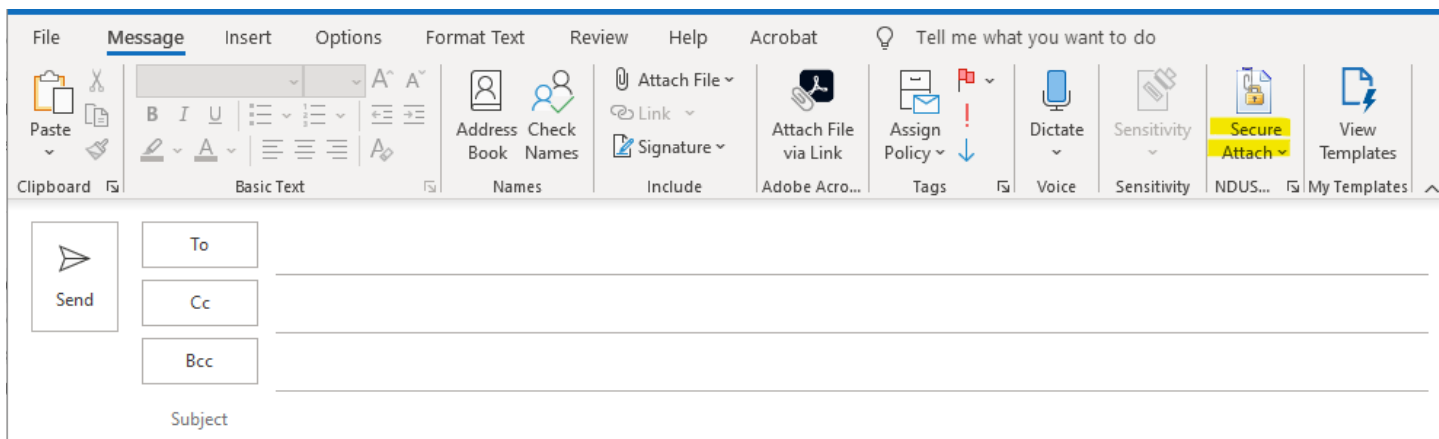 File Message Insert Options Format Text Review Help Acrobat Tell me what you want to do
Paste
B I U A A A
Address Book
Check Names
Attach File
Link
Signature
Attach File via Link
Assign Policy
Dictate
Sensitivity
Secure Attach
View Templates
Clipboard Basic Text Names Include Adobe Acro... Tags Voice Sensitivity NDUS... My Templates
Send
To
Cc
Bcc
Subject